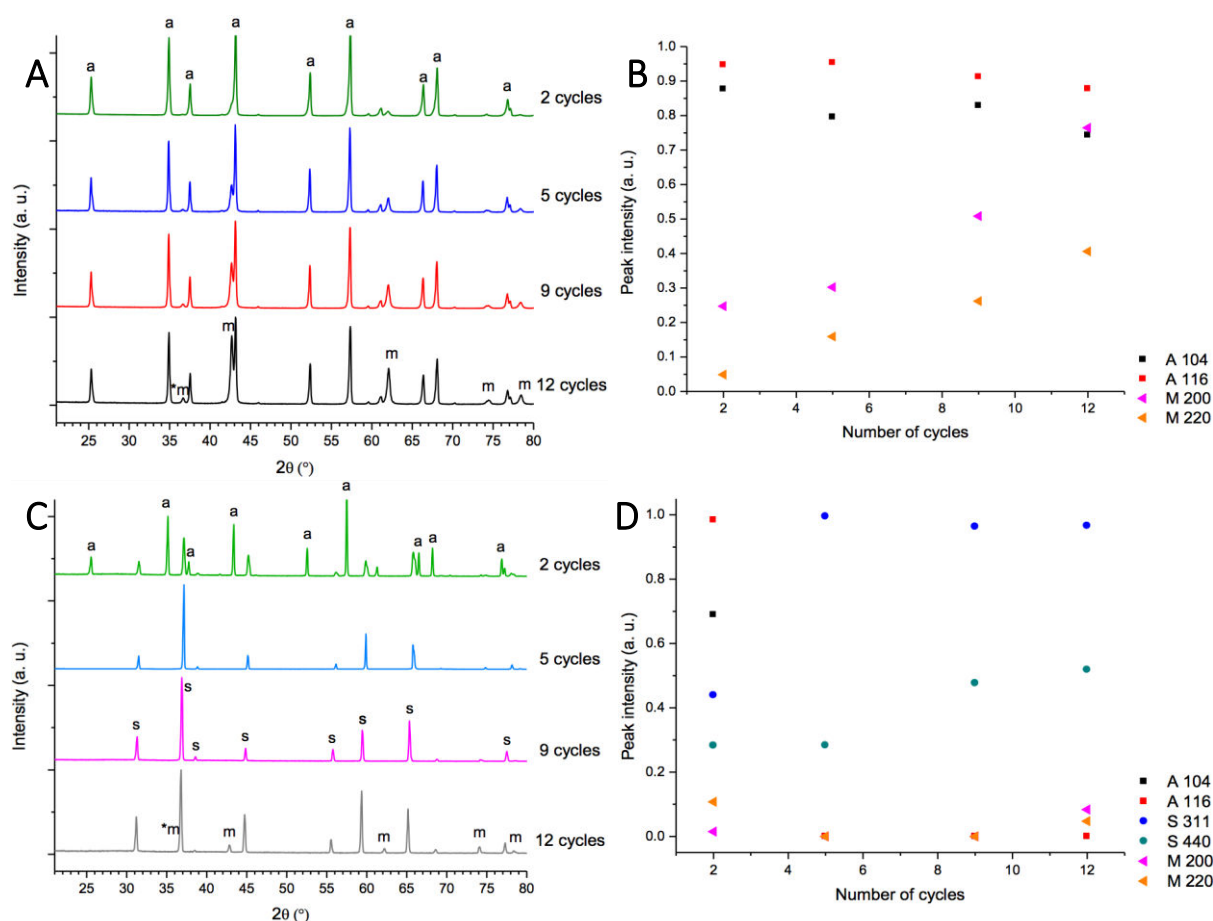 A
a
a
a
a
a
a
a
a
a
2 cycles
5 cycles
9 cycles
12 cycles
*m
m
m
m
m
Intensity (a. u.)
25 30 35 40 45 50 55 60 65 70 75 80
2θ (°)
B
1.0
0.9
0.8
0.7
0.6
0.5
0.4
0.3
0.2
0.1
0.0
Peak intensity (a. u.)
2 4 6 8 10 12
Number of cycles
A 104
A 116
M 200
M 220
C
a
a
a
a
a
a
a
a
a
2 cycles
5 cycles
s
s
s
s
s
s
s
s
9 cycles
*m
m
m
m
m
12 cycles
Intensity (a. u.)
25 30 35 40 45 50 55 60 65 70 75 80
2θ (°)
D
1.0
0.8
0.6
0.4
0.2
0.0
Peak intensity (a. u.)
2 4 6 8 10 12
Number of cycles
A 104
A 116
S 311
S 440
M 200
M 220